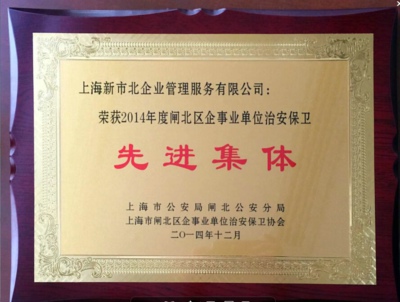 上海新市北企业管理服务有限公司：
荣获2014年度闸北区企事业单位治安保卫
先进集体
上海市公安局闸北公安分局
上海市闸北区企事业单位治安保卫协会
二〇一四年十二月